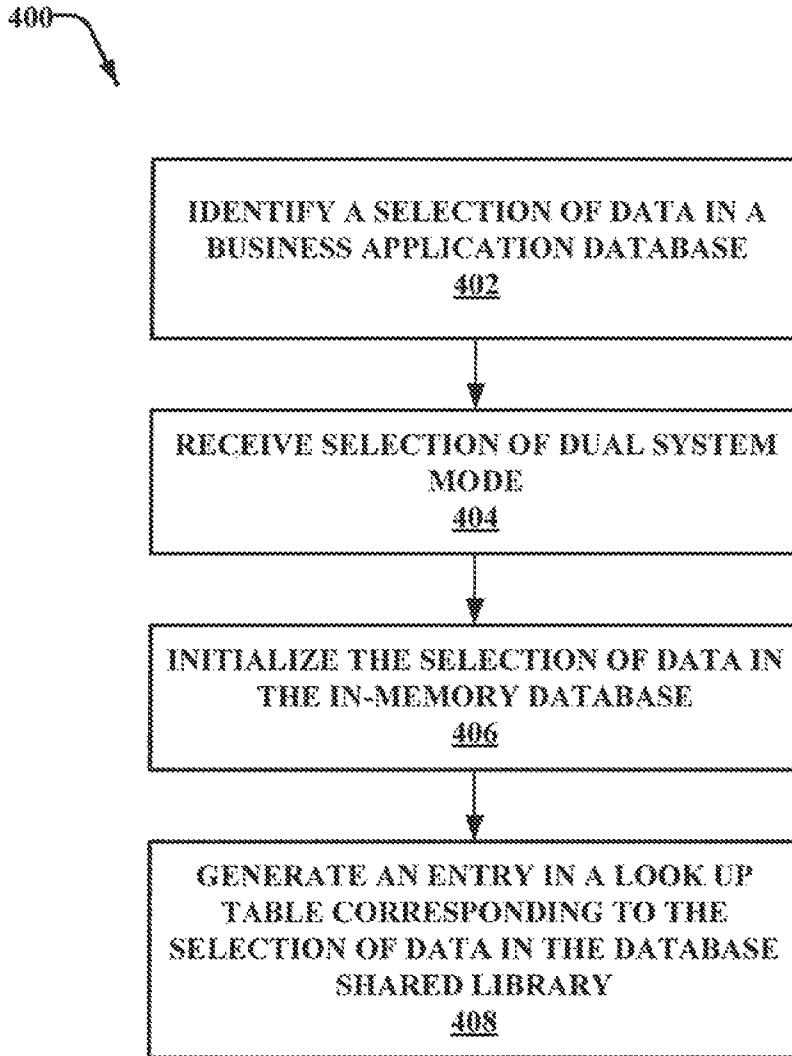 400
IDENTIFY A SELECTION OF DATA IN A
BUSINESS APPLICATION DATABASE
402
RECEIVE SELECTION OF DUAL SYSTEM
MODE
404
INITIALIZE THE SELECTION OF DATA IN
THE IN-MEMORY DATABASE
406
GENERATE AN ENTRY IN A LOOK UP
TABLE CORRESPONDING TO THE
SELECTION OF DATA IN THE DATABASE
SHARED LIBRARY
408